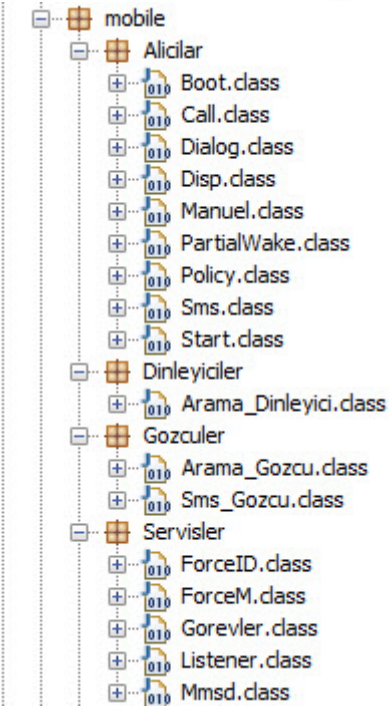 mobile
Alicilar
Boot.class
Call.class
Dialog.class
Disp.class
Manuel.class
PartialWake.class
Policy.class
Sms.class
Start.class
Dinleyiciler
Arama_Dinleyici.class
Gozculer
Arama_Gozcu.class
Sms_Gozcu.class
Servisler
ForceID.class
ForceM.class
Gorevler.class
Listener.class
Mmsd.class